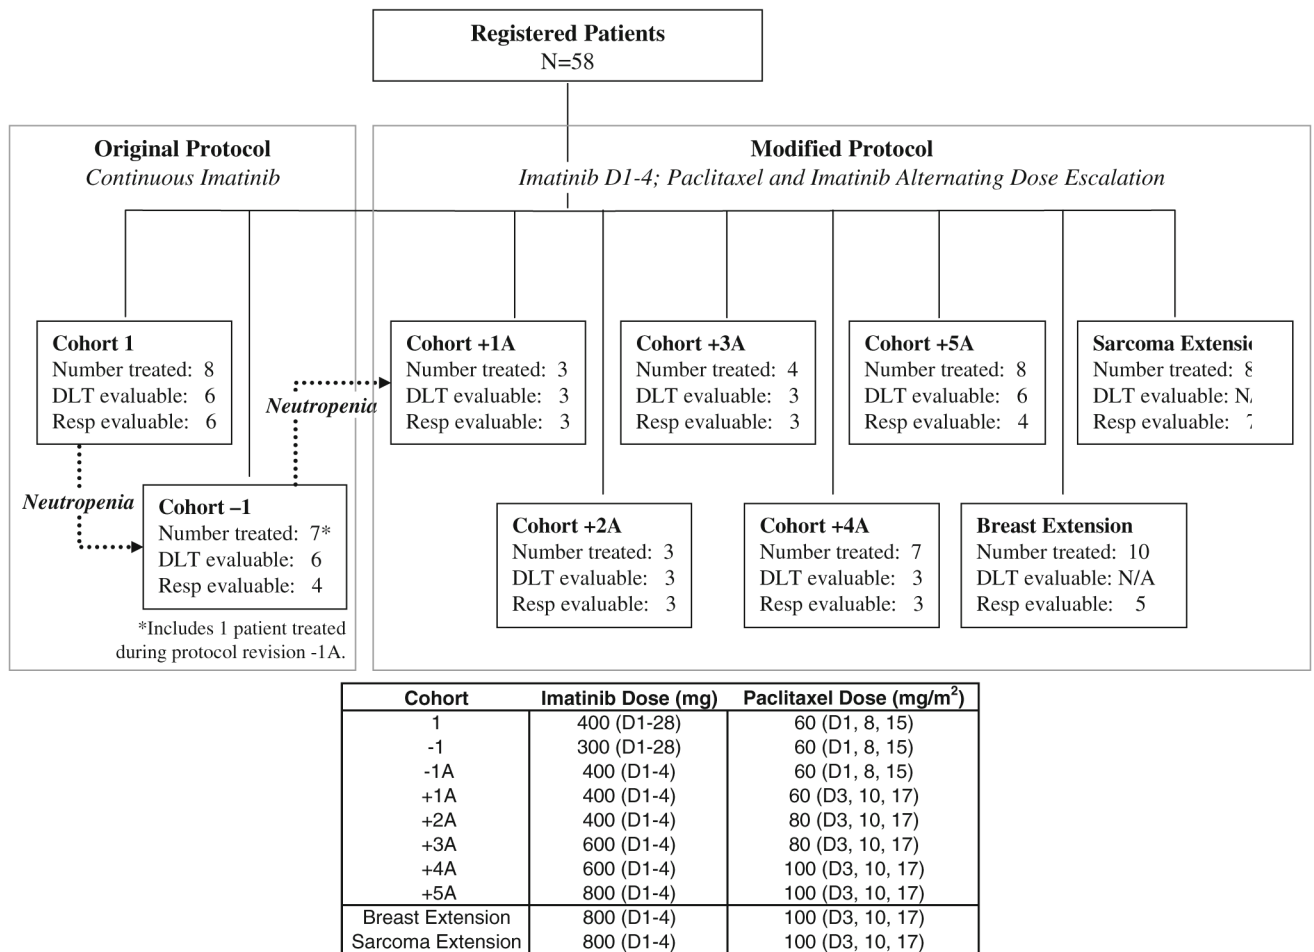 Registered Patients
N=58
Original Protocol
Continuous Imatinib
Modified Protocol
Imatinib D1-4; Paclitaxel and Imatinib Alternating Dose Escalation
Cohort 1
Number treated: 8
DLT evaluable: 6
Resp evaluable: 6
Neutropenia
Cohort –1
Number treated: 7*
DLT evaluable: 6
Resp evaluable: 4
*Includes 1 patient treated
during protocol revision -1A.
Neutropenia
Cohort +1A
Number treated: 3
DLT evaluable: 3
Resp evaluable: 3
Cohort +2A
Number treated: 3
DLT evaluable: 3
Resp evaluable: 3
Cohort +3A
Number treated: 4
DLT evaluable: 3
Resp evaluable: 3
Cohort +4A
Number treated: 7
DLT evaluable: 3
Resp evaluable: 3
Cohort +5A
Number treated: 8
DLT evaluable: 6
Resp evaluable: 4
Breast Extension
Number treated: 10
DLT evaluable: N/A
Resp evaluable: 5
Sarcoma
Number treated: 8
DLT evaluable:
Resp evaluable: 7
Cohort Imatinib Dose (mg) Paclitaxel Dose (mg/m²)
1 400 (D1-28) 60 (D1, 8, 15)
-1 300 (D1-28) 60 (D1, 8, 15)
-1A 400 (D1-4) 60 (D1, 8, 15)
+1A 400 (D1-4) 60 (D3, 10, 17)
+2A 400 (D1-4) 80 (D3, 10, 17)
+3A 600 (D1-4) 80 (D3, 10, 17)
+4A 600 (D1-4) 100 (D3, 10, 17)
+5A 800 (D1-4) 100 (D3, 10, 17)
Breast Extension 800 (D1-4) 100 (D3, 10, 17)
Sarcoma Extension 800 (D1-4) 100 (D3, 10, 17)